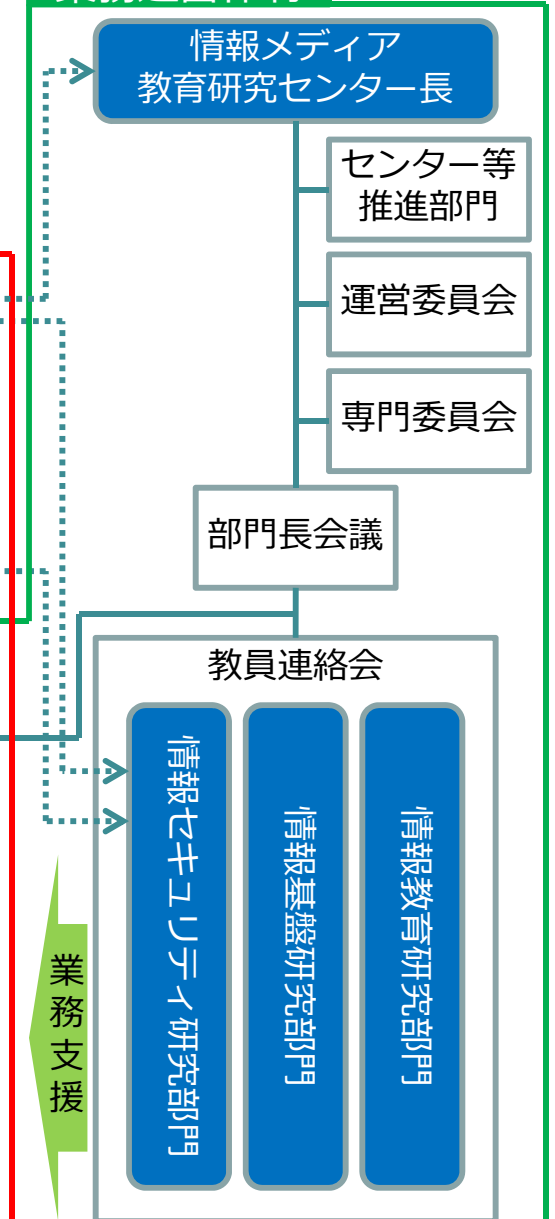 情報メディア
教育研究センター長
センター等
推進部門
運営委員会
専門委員会
部門長会議
教員連絡会
情報セキュリティ研究部門
情報基盤研究部門
情報教育研究部門
業務支援